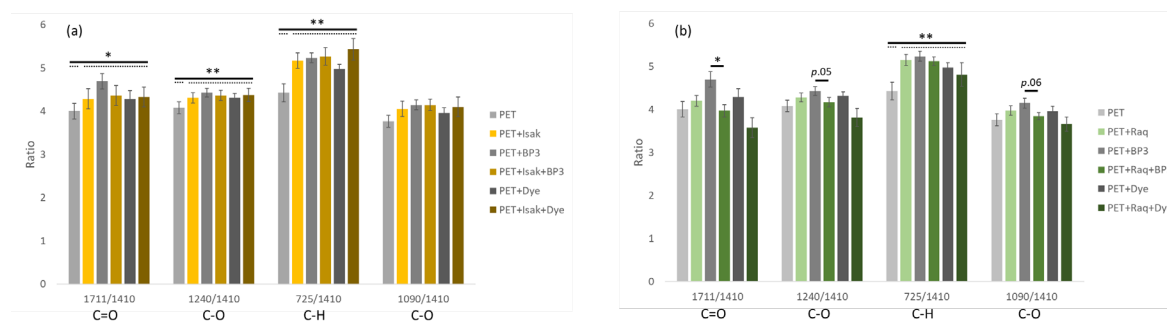 (a)
*
**
**
6
5
4
3
2
1
0
Ratio
1711/1410
1240/1410
725/1410
1090/1410
C=O
C-O
C-H
C-O
PET
PET+Isak
PET+BP3
PET+Isak+BP3
PET+Dye
PET+Isak+Dye
(b)
*
p.05
**
p.06
6
5
4
3
2
1
0
Ratio
1711/1410
1240/1410
725/1410
1090/1410
C=O
C-O
C-H
C-O
PET
PET+Raq
PET+BP3
PET+Raq+BP
PET+Dye
PET+Raq+Dy